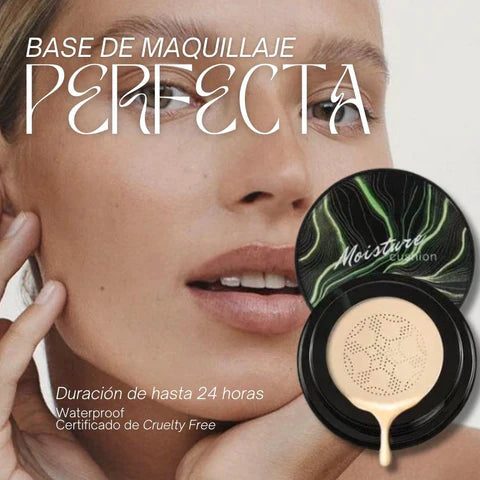 BASE DE MAQUILLAJE
PERFECTA
Moisture
cushion
Duración de hasta 24 horas
Waterproof
Certificado de Cruelty Free